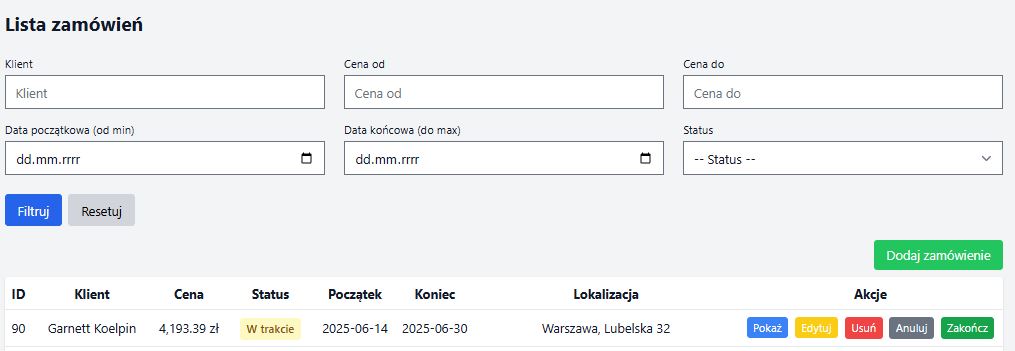 Lista zamówień
Klient Cena od Cena do
Klient Cena od Cena do
Data początkowa (od min) Data końcowa (do max) Status
dd.mm.rrrr dd.mm.rrrr -- Status --
Filtruj Resetuj
Dodaj zamówienie
ID Klient Cena Status Początek Koniec Lokalizacja Akcje
90 Garnett Koelpin 4,193.39 zł W trakcie 2025-06-14 2025-06-30 Warszawa, Lubelska 32 Pokaż Edytuj Usuń Anuluj Zakończ